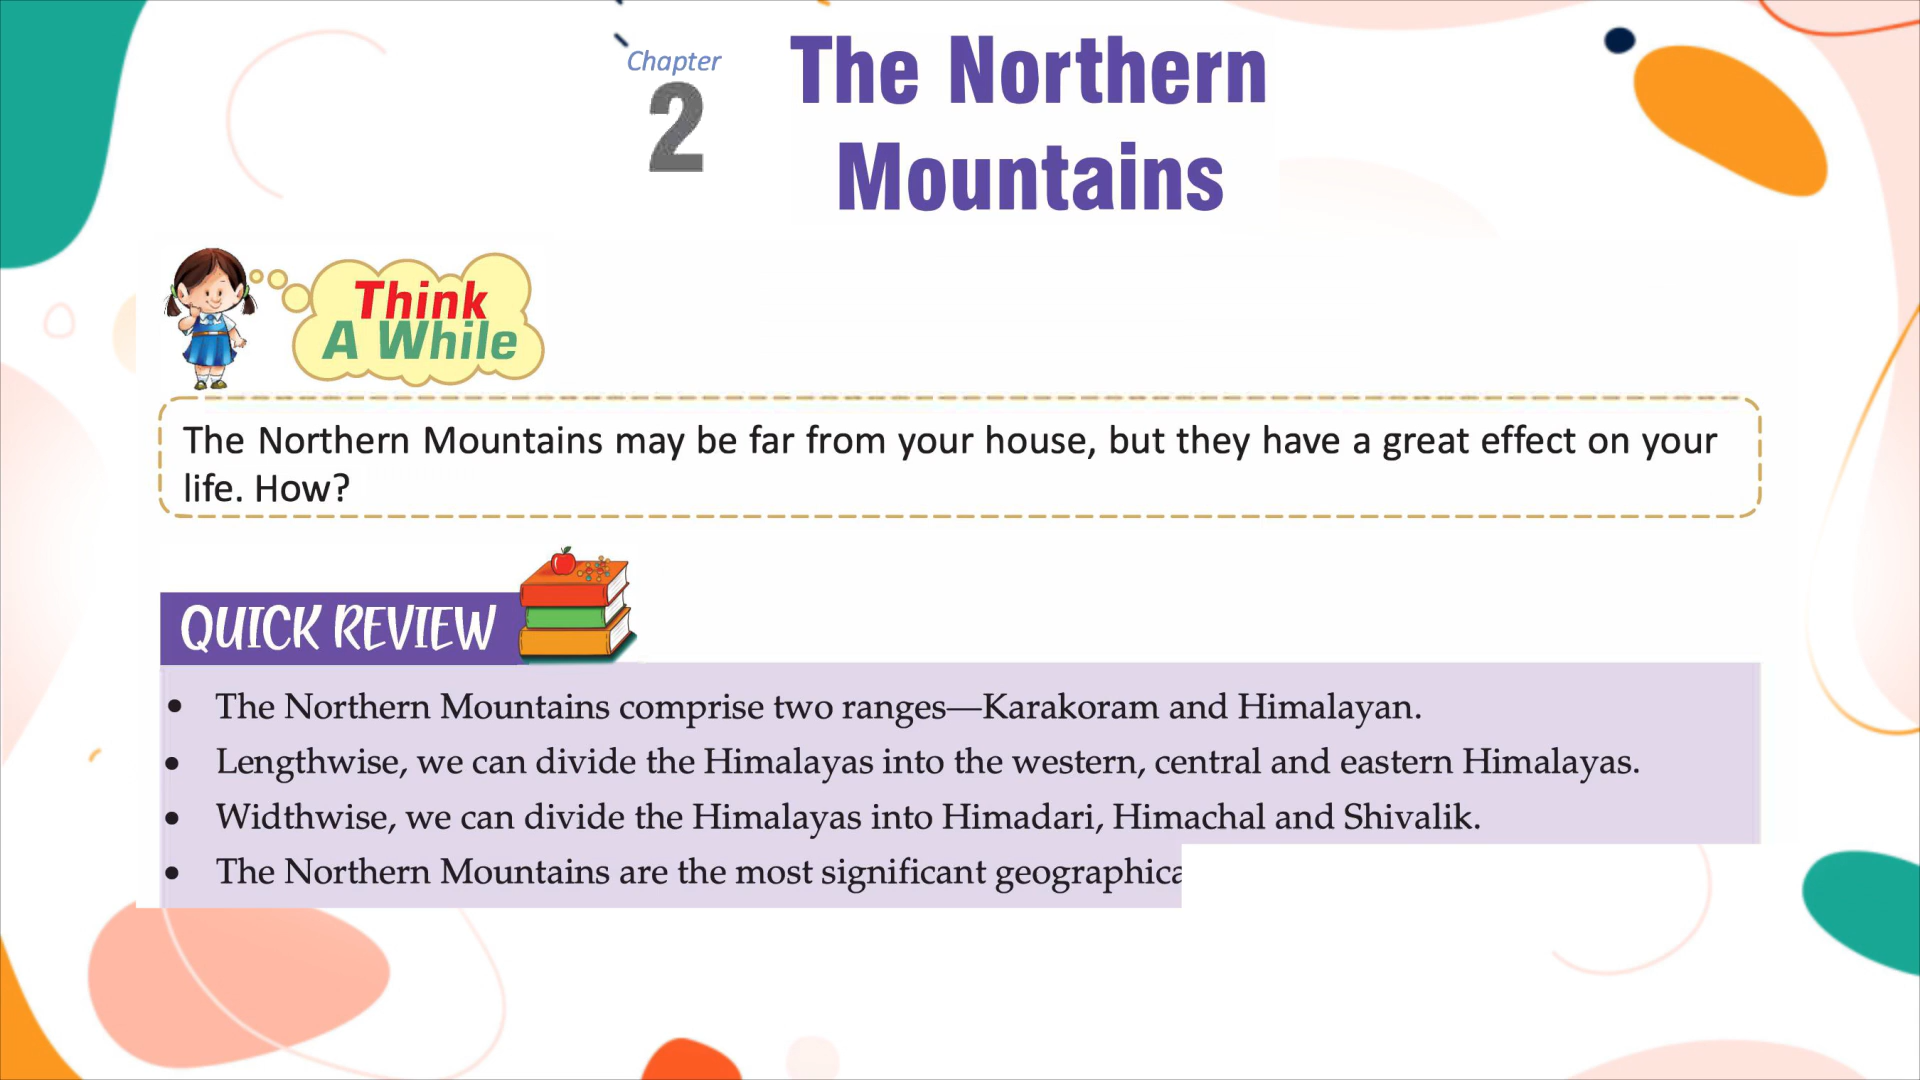 Chapter
2
The Northern
Mountains
Think
A While
The Northern Mountains may be far from your house, but they have a great effect on your
life. How?
QUICK REVIEW
• The Northern Mountains comprise two ranges—Karakoram and Himalayan.
• Lengthwise, we can divide the Himalayas into the western, central and eastern Himalayas.
• Widthwise, we can divide the Himalayas into Himadari, Himachal and Shivalik.
• The Northern Mountains are the most significant geographica